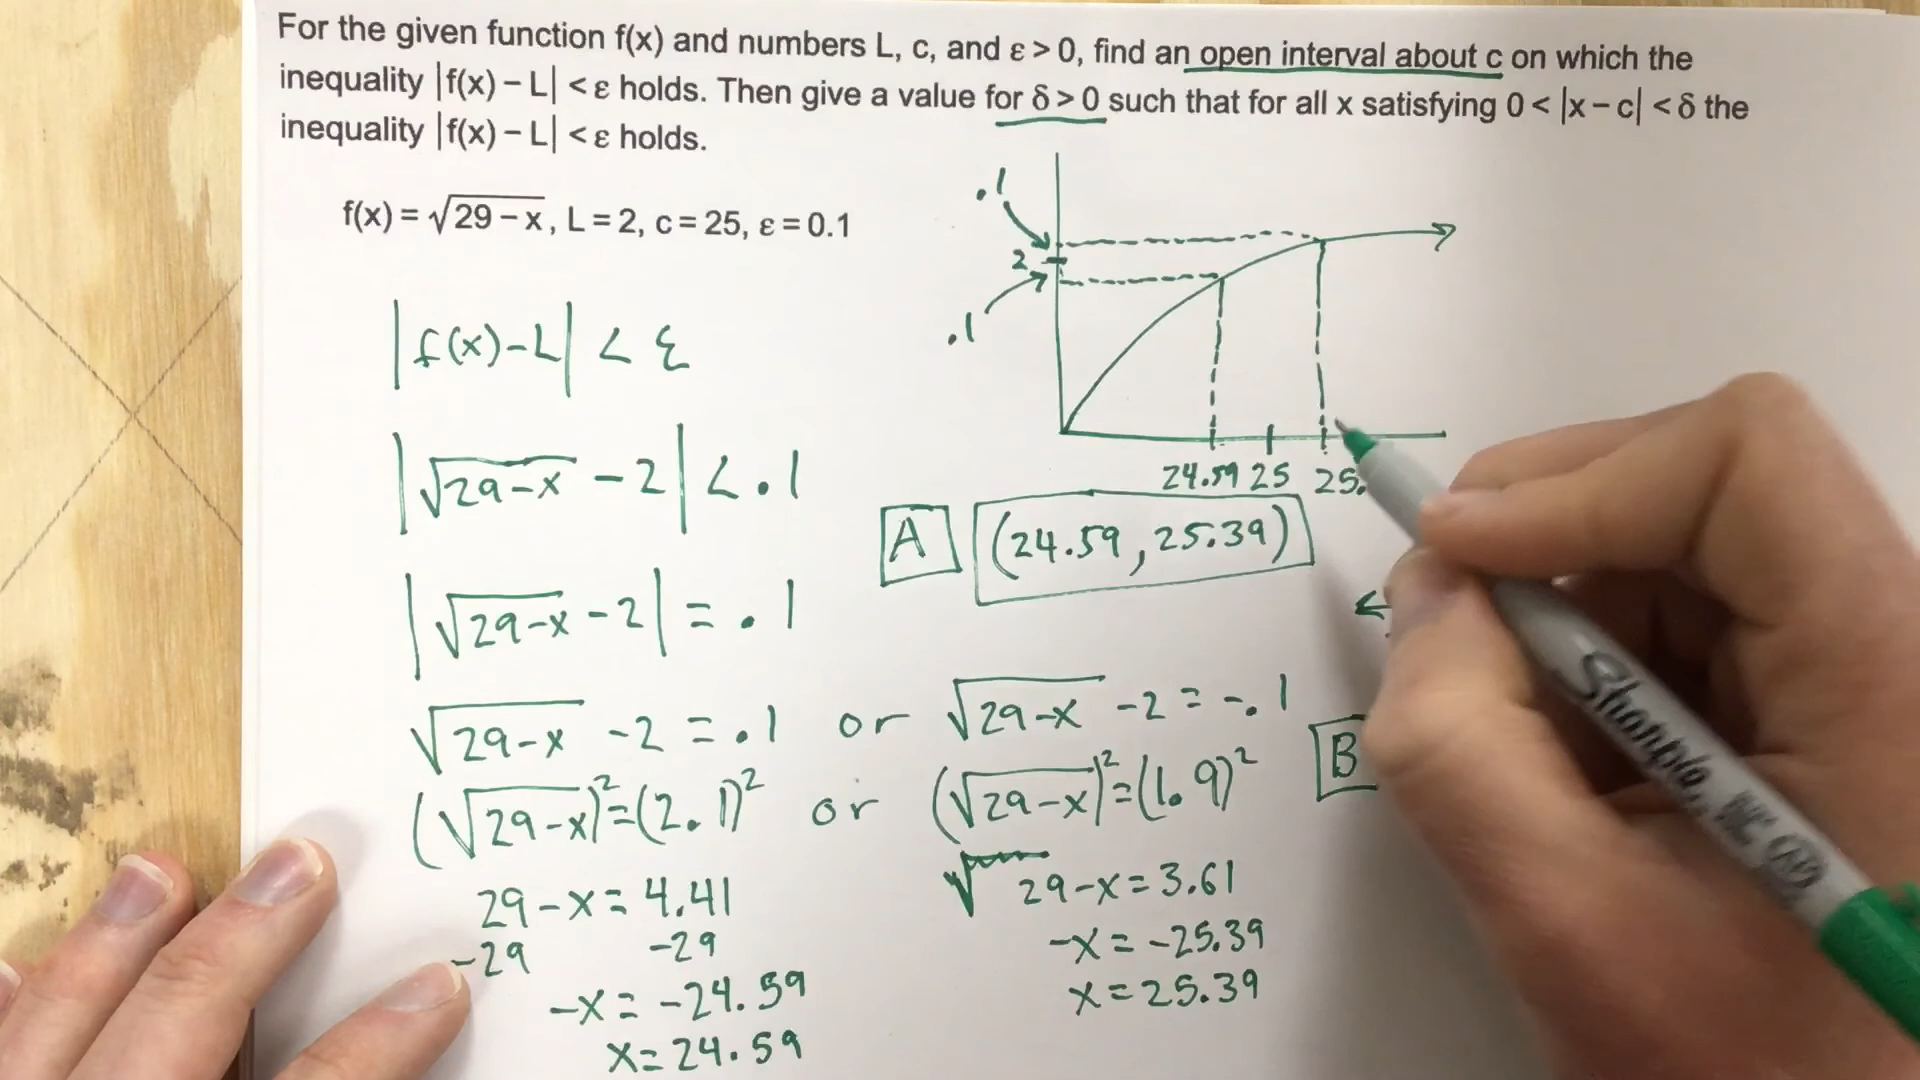 For the given function f(x) and numbers L, c, and ε > 0, find an open interval about c on which the
inequality |f(x) − L| < ε holds. Then give a value for δ > 0 such that for all x satisfying 0 < |x − c| < δ the
inequality |f(x) − L| < ε holds.
f(x) = √29 − x, L = 2, c = 25, ε = 0.1
.1
2
.1
24.59 25 25.
|f(x)-L| < ε
|√29-x - 2| < .1
A (24.59, 25.39)
|√29-x - 2| = .1
√29-x - 2 = .1 or √29-x - 2 = -.1
B
(√29-x)²=(2.1)² or (√29-x)²=(1.9)²
29-x = 4.41
-29 -29
-x = -24.59
x = 24.59
√ 29-x = 3.61
-x = -25.39
x = 25.39
Sharpie